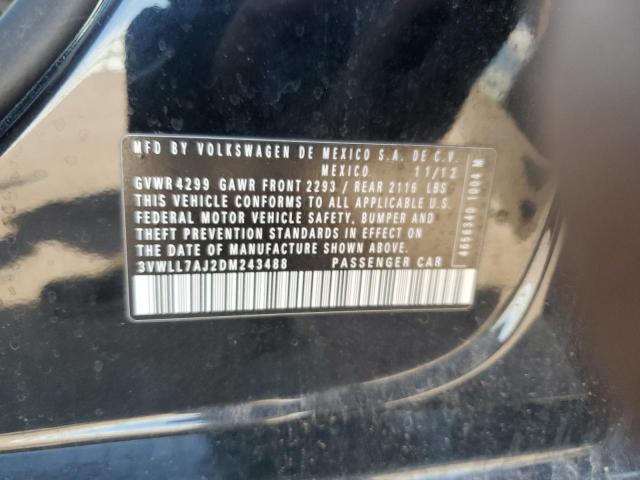 MFD BY VOLKSWAGEN DE MEXICO S.A. DE C.V.
MEXICO 11/12
GVWR 4299 GAWR FRONT 2293 / REAR 2116 LBS
THIS VEHICLE CONFORMS TO ALL APPLICABLE U.S.
FEDERAL MOTOR VEHICLE SAFETY, BUMPER AND
THEFT PREVENTION STANDARDS IN EFFECT ON
THE DATE OF MANUFACTURE SHOWN ABOVE.
3VWLL7AJ2DM243488 PASSENGER CAR
4656340 1004 M